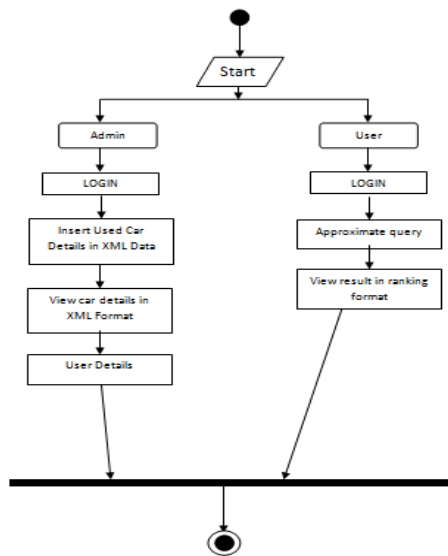 Start
Admin
User
LOGIN
LOGIN
Insert Used Car
Details in XML Data
Approximate query
View car details in
XML Format
View result in ranking
format
User Details